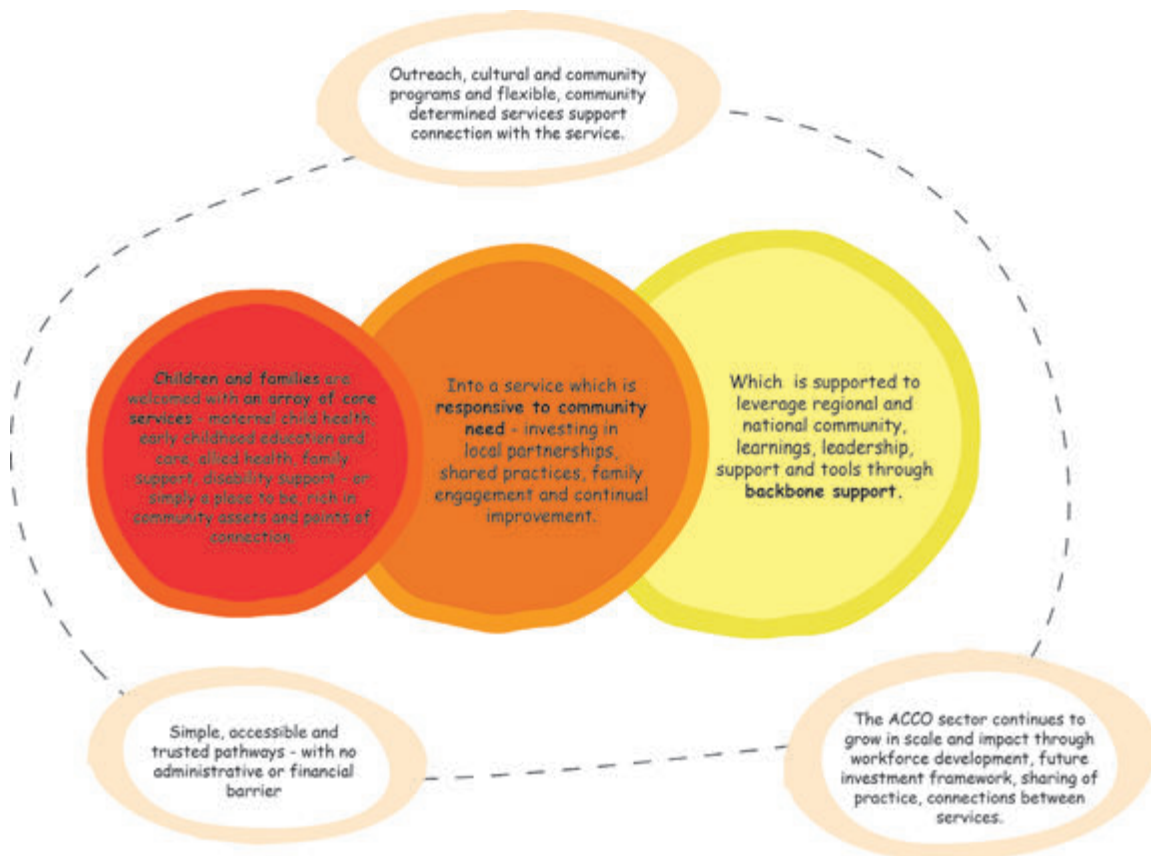 Outreach, cultural and community
programs and flexible, community
determined services support
connection with the service.
Children and families are
welcomed with an array of core
services - maternal child health,
early childhood education and
care, allied health, family
support, disability support - or
simply a place to be, rich in
community assets and points of
connection.
Into a service which is
responsive to community
need - investing in
local partnerships,
shared practices, family
engagement and continual
improvement.
Which is supported to
leverage regional and
national community,
learnings, leadership,
support and tools through
backbone support.
Simple, accessible and
trusted pathways - with no
administrative or financial
barrier
The ACCO sector continues to
grow in scale and impact through
workforce development, future
investment framework, sharing of
practice, connections between
services.